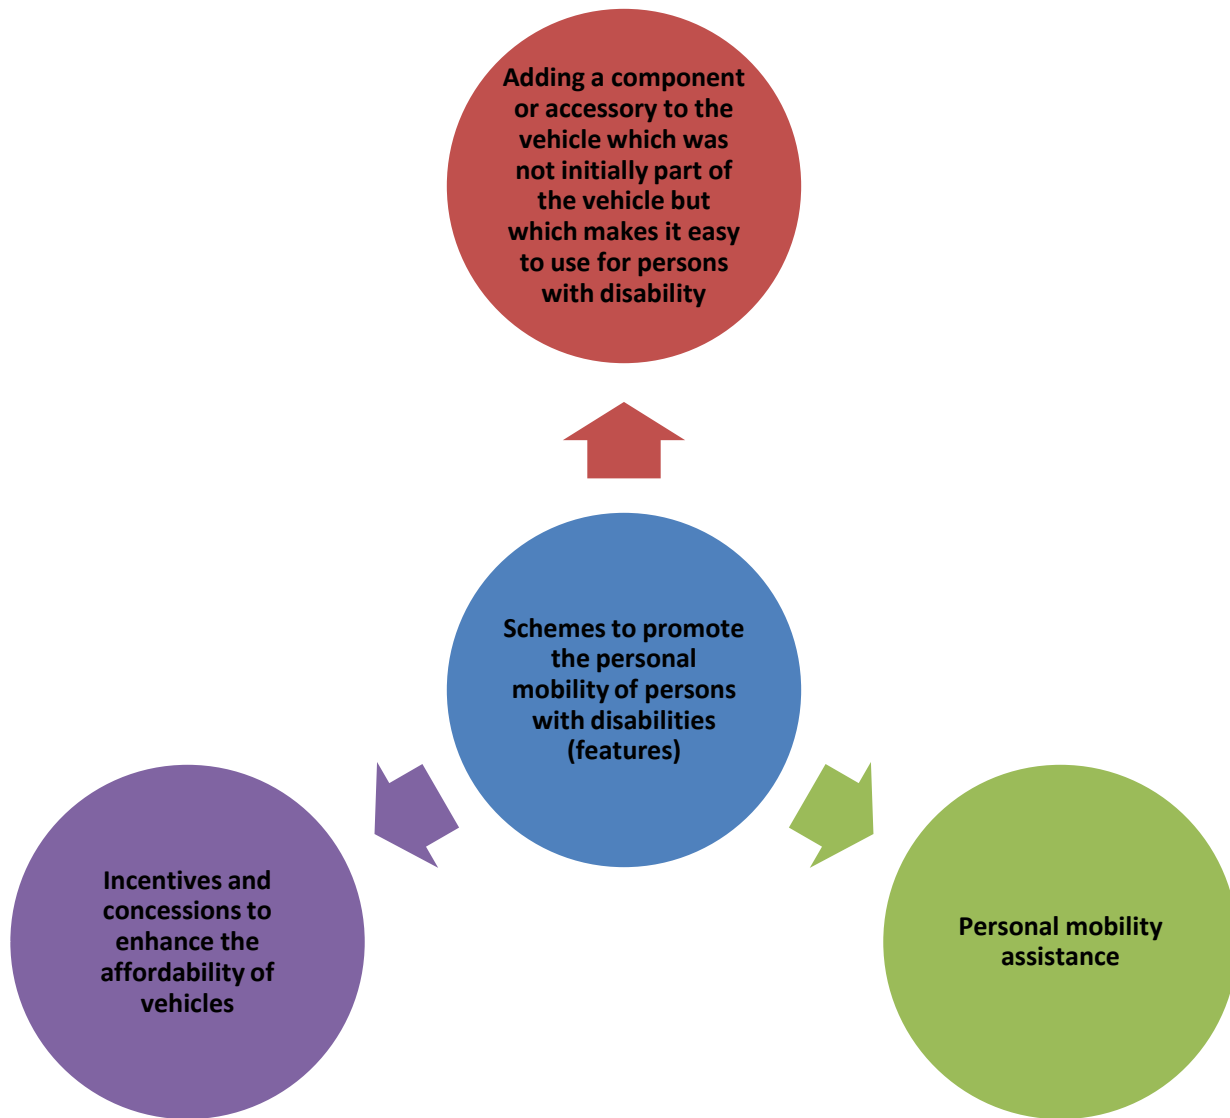 Adding a component
or accessory to the
vehicle which was
not initially part of
the vehicle but
which makes it easy
to use for persons
with disability
Schemes to promote
the personal
mobility of persons
with disabilities
(features)
Incentives and
concessions to
enhance the
affordability of
vehicles
Personal mobility
assistance